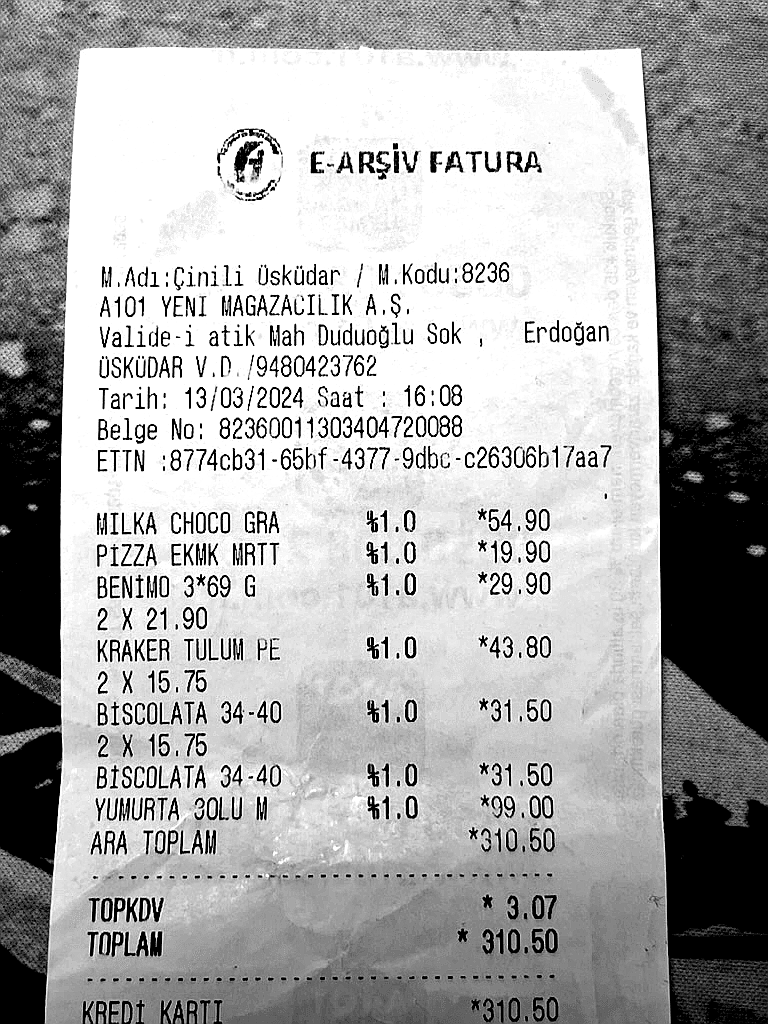 E-ARŞİV FATURA
M.Adı:Çinili Üsküdar / M.Kodu:8236
A101 YENI MAGAZACILIK A.Ş.
Valide-i atik Mah Duduoğlu Sok , Erdoğan
ÜSKÜDAR V.D./9480423762
Tarih: 13/03/2024 Saat : 16:08
Belge No: 82360011303404720088
ETTN :8774cb31-65bf-4377-9dbc-c26306b17aa7
MILKA CHOCO GRA %1.0 *54.90
PİZZA EKMK MRTT %1.0 *19.90
BENİMO 3*69 G %1.0 *29.90
2 X 21.90
KRAKER TULUM PE %1.0 *43.80
2 X 15.75
BİSCOLATA 34-40 %1.0 *31.50
2 X 15.75
BİSCOLATA 34-40 %1.0 *31.50
YUMURTA 30LU M %1.0 *99.00
ARA TOPLAM *310.50
TOPKDV * 3.07
TOPLAM * 310.50
KREDİ KARTI *310.50